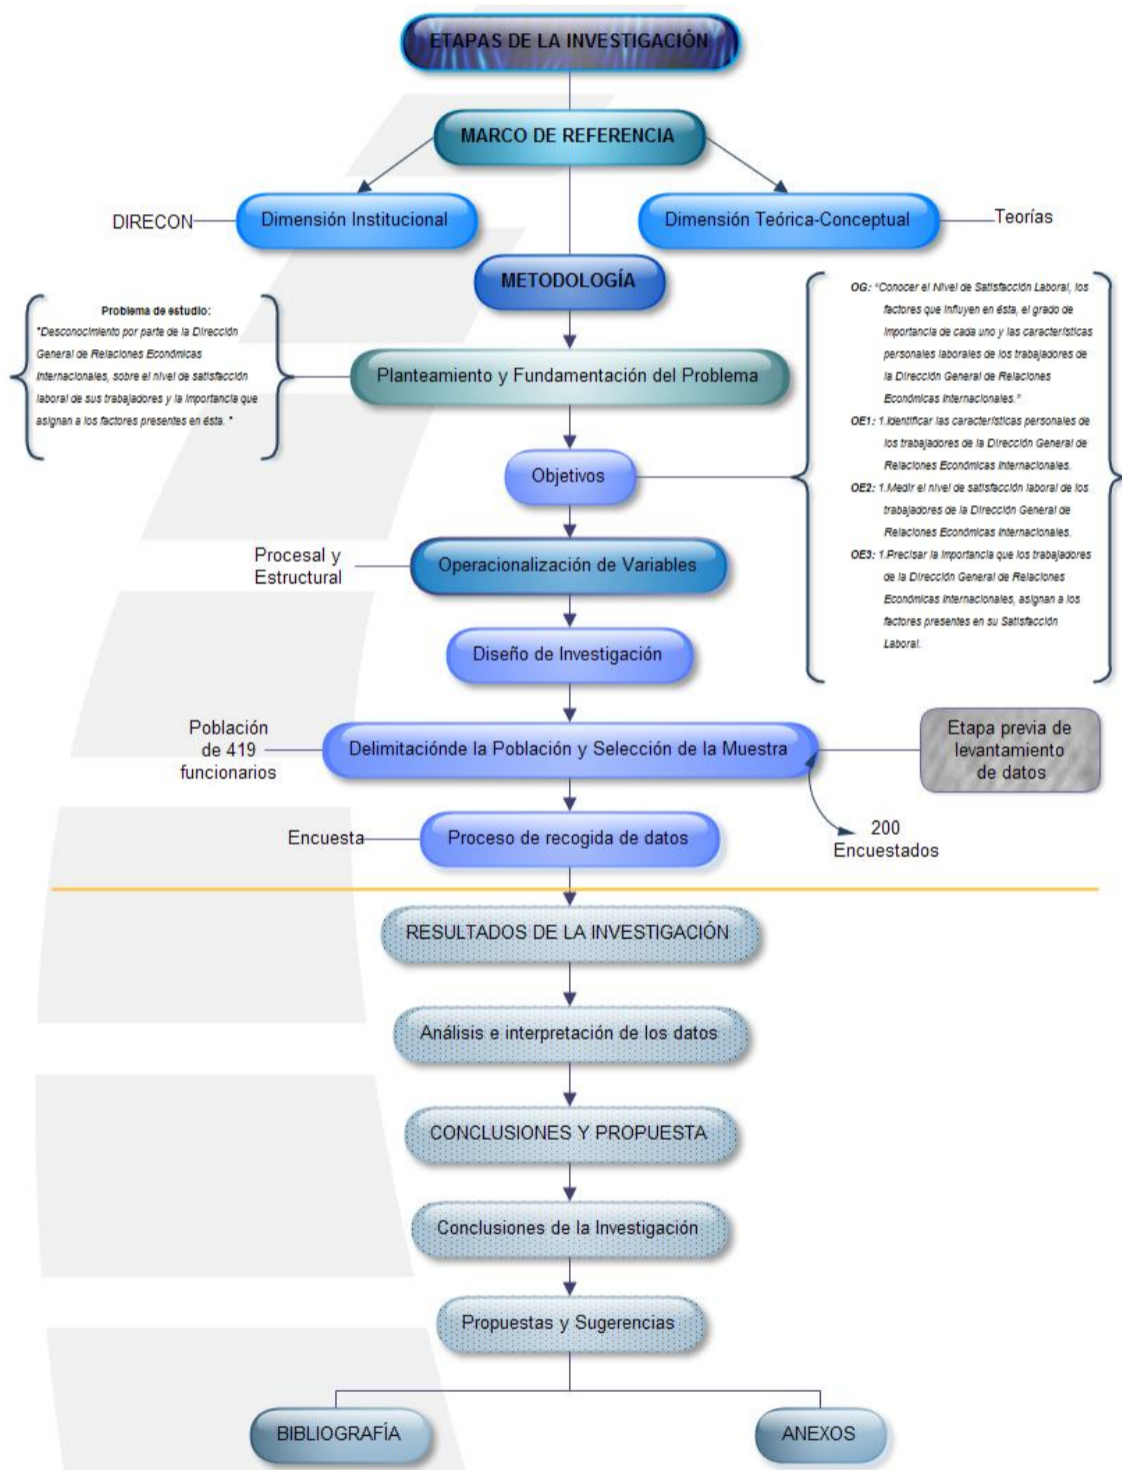 ETAPAS DE LA INVESTIGACIÓN
MARCO DE REFERENCIA
DIRECON
Dimensión Institucional
Dimensión Teórica-Conceptual
Teorías
METODOLOGÍA
Problema de estudio:
"Desconocimiento por parte de la Dirección
General de Relaciones Económicas
Internacionales, sobre el nivel de satisfacción
laboral de sus trabajadores y la importancia que
asignan a los factores presentes en ésta. "
Planteamiento y Fundamentación del Problema
OG: "Conocer el Nivel de Satisfacción Laboral, los
factores que influyen en ésta, el grado de
importancia de cada uno y las características
personales laborales de los trabajadores de
la Dirección General de Relaciones
Económicas Internacionales."
OE1: 1.Identificar las características personales de
los trabajadores de la Dirección General de
Relaciones Económicas Internacionales.
OE2: 1.Medir el nivel de satisfacción laboral de los
trabajadores de la Dirección General de
Relaciones Económicas Internacionales.
OE3: 1.Precisar la importancia que los trabajadores
de la Dirección General de Relaciones
Económicas Internacionales, asignan a los
factores presentes en su Satisfacción
Laboral.
Objetivos
Procesal y
Estructural
Operacionalización de Variables
Diseño de Investigación
Población
de 419
funcionarios
Delimitaciónde la Población y Selección de la Muestra
Etapa previa de
levantamiento
de datos
200
Encuestados
Encuesta
Proceso de recogida de datos
RESULTADOS DE LA INVESTIGACIÓN
Análisis e interpretación de los datos
CONCLUSIONES Y PROPUESTA
Conclusiones de la Investigación
Propuestas y Sugerencias
BIBLIOGRAFÍA
ANEXOS